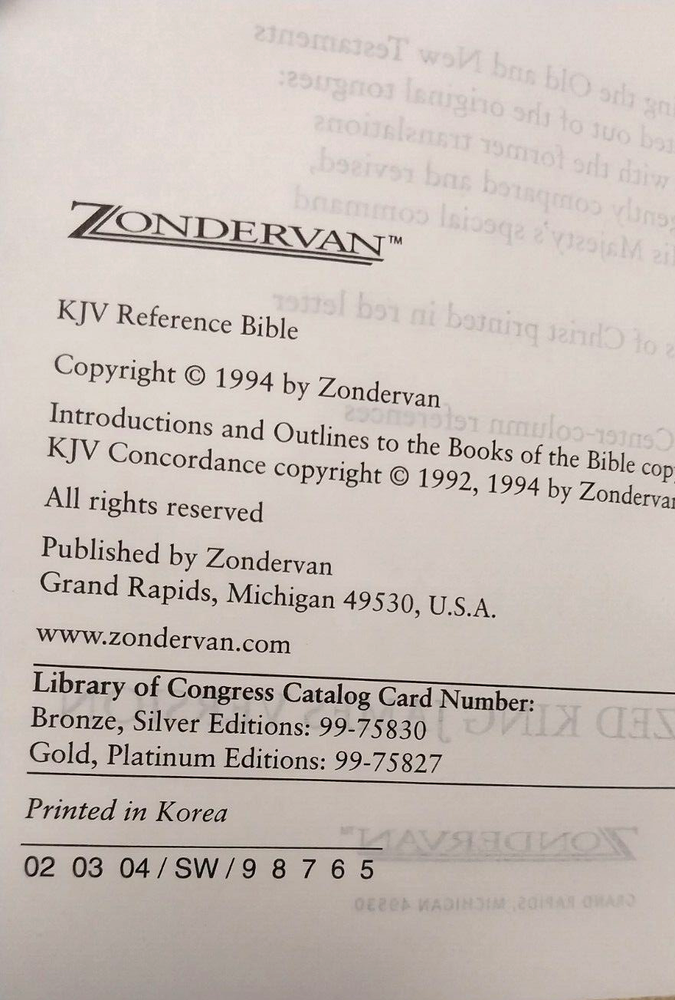 ZONDERVAN™
KJV Reference Bible
Copyright © 1994 by Zondervan
Introductions and Outlines to the Books of the Bible cop
KJV Concordance copyright © 1992, 1994 by Zonderva
All rights reserved
Published by Zondervan
Grand Rapids, Michigan 49530, U.S.A.
www.zondervan.com
Library of Congress Catalog Card Number:
Bronze, Silver Editions: 99-75830
Gold, Platinum Editions: 99-75827
Printed in Korea
02 03 04 / SW / 9 8 7 6 5